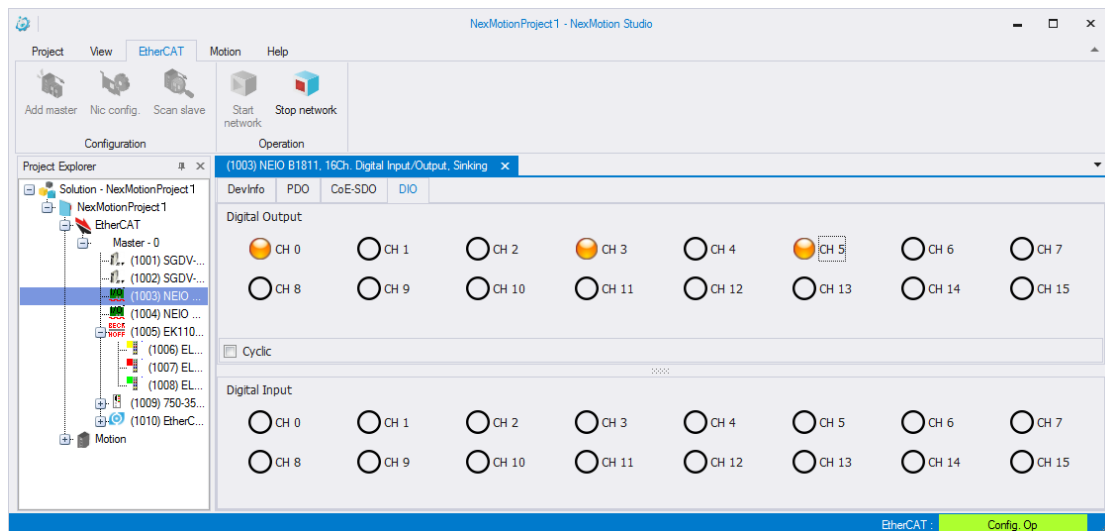 NexMotionProject1 - NexMotion Studio
Project View EtherCAT Motion Help
Add master Nic config. Scan slave Start network Stop network
Configuration Operation
Project Explorer
Solution - NexMotionProject1
NexMotionProject1
EtherCAT
Master - 0
(1001) SGDV-...
(1002) SGDV-...
I/O (1003) NEIO ...
I/O (1004) NEIO ...
BECK HOFF (1005) EK110...
(1006) EL...
(1007) EL...
(1008) EL...
(1009) 750-35...
(1010) EtherC...
Motion
(1003) NEIO B1811, 16Ch. Digital Input/Output, Sinking
DevInfo PDO CoE-SDO DIO
Digital Output
CH 0 CH 1 CH 2 CH 3 CH 4 CH 5 CH 6 CH 7
CH 8 CH 9 CH 10 CH 11 CH 12 CH 13 CH 14 CH 15
Cyclic
Digital Input
CH 0 CH 1 CH 2 CH 3 CH 4 CH 5 CH 6 CH 7
CH 8 CH 9 CH 10 CH 11 CH 12 CH 13 CH 14 CH 15
EtherCAT : Config. Op